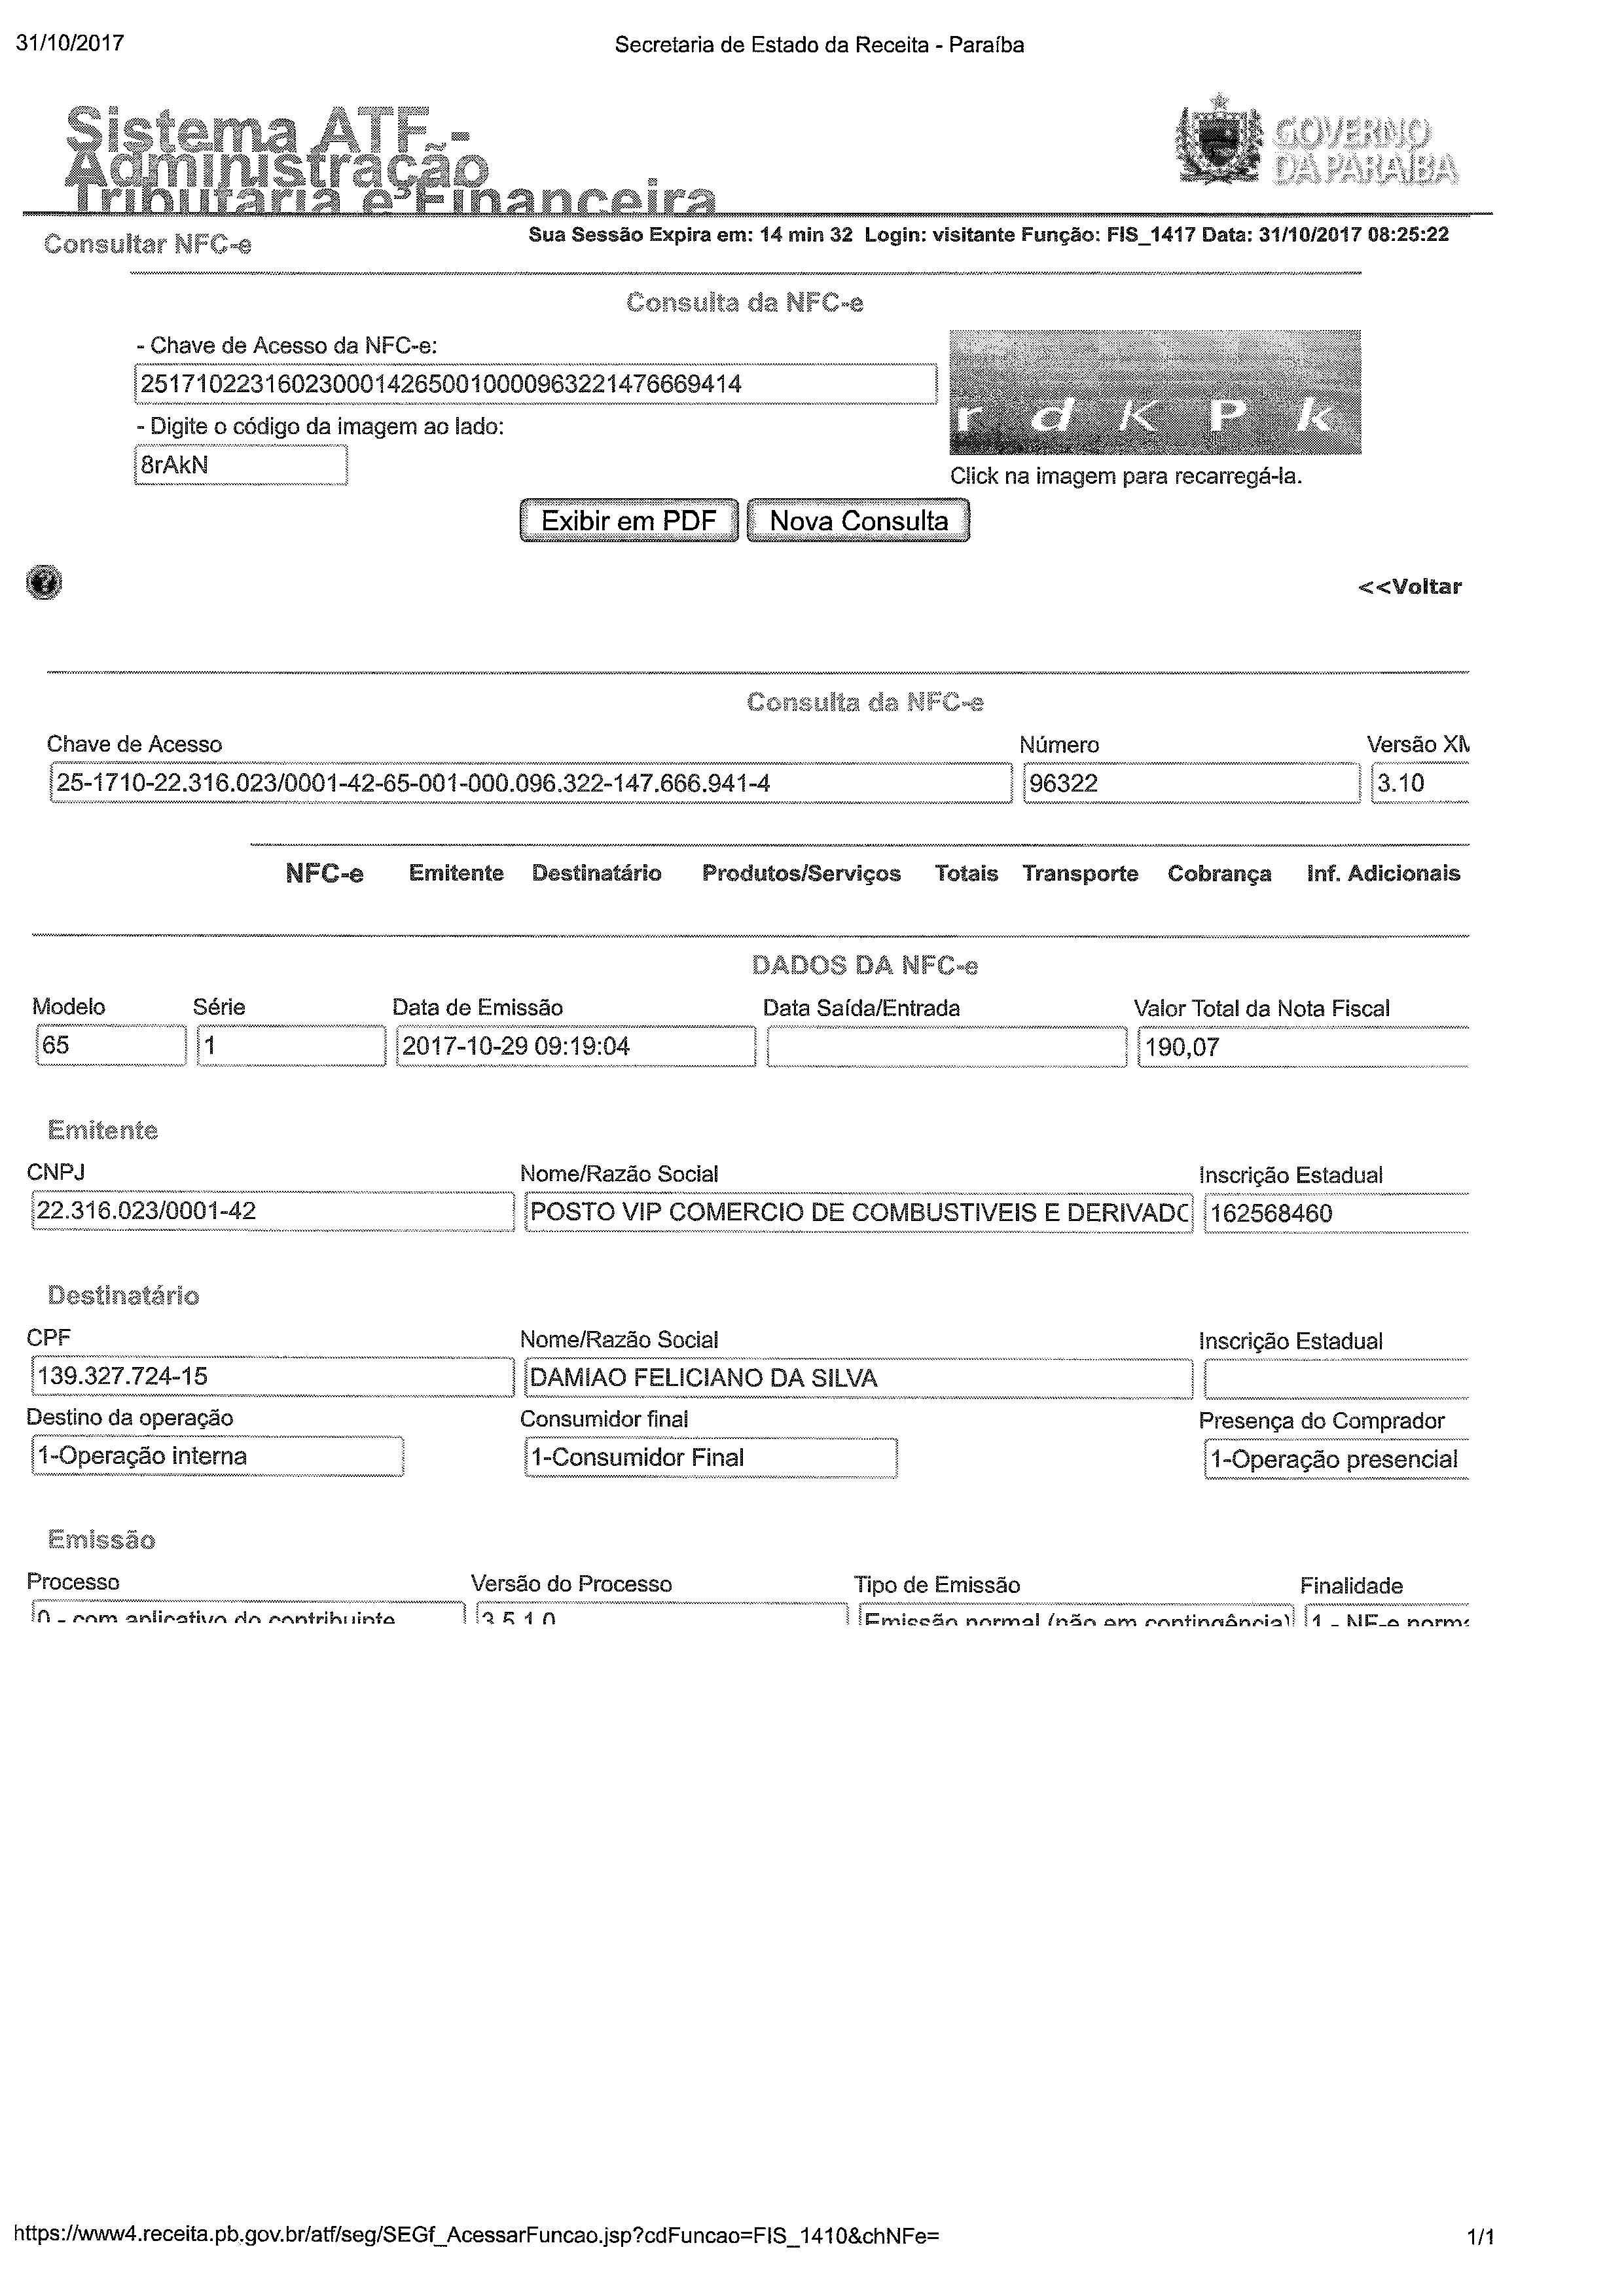 31/10/2017 Secretaria de Estado da Receita - Paraíba
Sistema ATF -
Administração
Tributária e Financeira
GOVERNO
DA PARAÍBA
Consultar NFC-e
Sua Sessão Expira em: 14 min 32 Login: visitante Função: FIS_1417 Data: 31/10/2017 08:25:22
Consulta da NFC-e
- Chave de Acesso da NFC-e:
25171022316023000142650010000963221476669414
- Digite o código da imagem ao lado:
8rAkN
r d K P k
Click na imagem para recarregá-la.
Exibir em PDF Nova Consulta
<<Voltar
Consulta da NFC-e
Chave de Acesso Número Versão XM
25-1710-22.316.023/0001-42-65-001-000.096.322-147.666.941-4 96322 3.10
NFC-e Emitente Destinatário Produtos/Serviços Totais Transporte Cobrança Inf. Adicionais
DADOS DA NFC-e
Modelo Série Data de Emissão Data Saída/Entrada Valor Total da Nota Fiscal
65 1 2017-10-29 09:19:04 190,07
Emitente
CNPJ Nome/Razão Social Inscrição Estadual
22.316.023/0001-42 POSTO VIP COMERCIO DE COMBUSTIVEIS E DERIVADO 162568460
Destinatário
CPF Nome/Razão Social Inscrição Estadual
139.327.724-15 DAMIAO FELICIANO DA SILVA
Destino da operação Consumidor final Presença do Comprador
1-Operação interna 1-Consumidor Final 1-Operação presencial
Emissão
Processo Versão do Processo Tipo de Emissão Finalidade
0 - com aplicativo do contribuinte 3.5.1.0 Emissão normal (não em contingência) 1 - NF-e norma
https://www4.receita.pb.gov.br/atf/seg/SEGf_AcessarFuncao.jsp?cdFuncao=FIS_1410&chNFe= 1/1